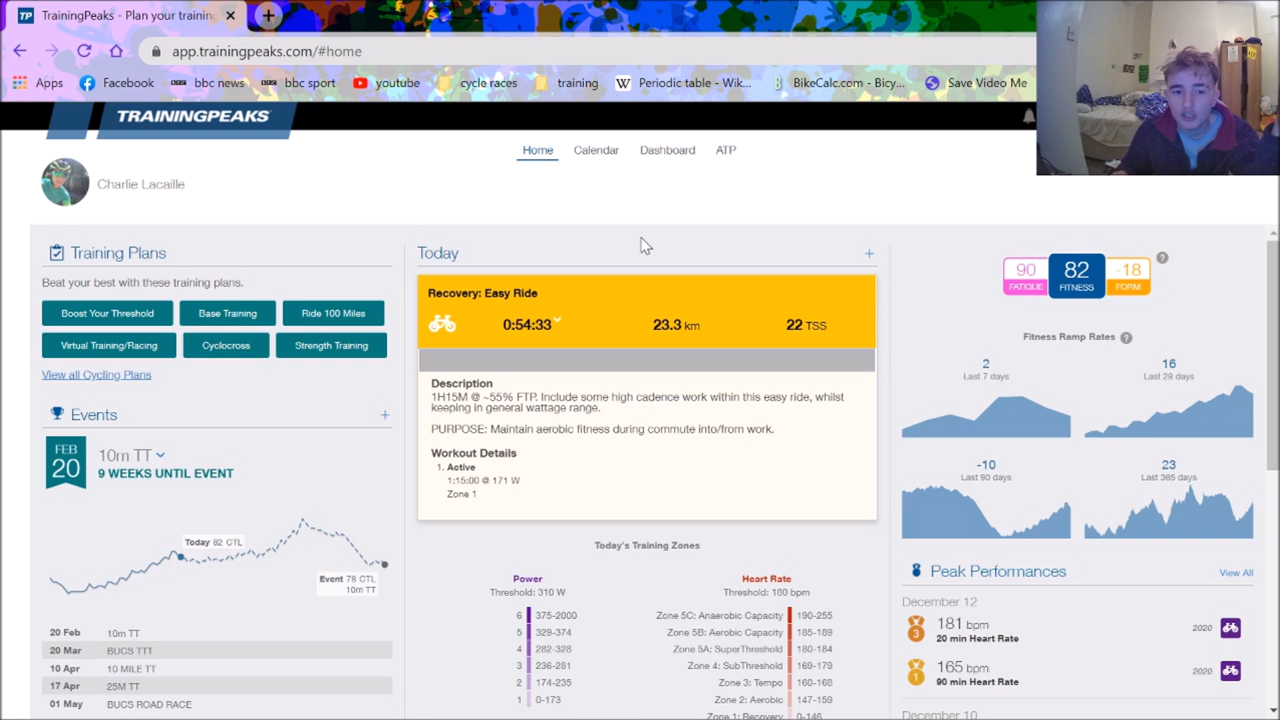 TP TrainingPeaks - Plan your training
app.trainingpeaks.com/#home
Apps Facebook BBC bbc news BBC bbc sport youtube cycle races training W Periodic table - Wik... BikeCalc.com - Bicy... Save Video Me
TRAININGPEAKS
Home Calendar Dashboard ATP
Charlie Lacaille
Training Plans
Beat your best with these training plans.
Boost Your Threshold Base Training Ride 100 Miles
Virtual Training/Racing Cyclocross Strength Training
View all Cycling Plans
Events +
FEB
20
10m TT
9 WEEKS UNTIL EVENT
Today 82 CTL
Event 78 CTL
10m TT
20 Feb 10m TT
20 Mar BUCS TTT
10 Apr 10 MILE TT
17 Apr 25M TT
01 May BUCS ROAD RACE
Today +
Recovery: Easy Ride
0:54:33 23.3 km 22 TSS
Description
1H15M @ ~55% FTP. Include some high cadence work within this easy ride, whilst
keeping in general wattage range.
PURPOSE: Maintain aerobic fitness during commute into/from work.
Workout Details
1. Active
1:15:00 @ 171 W
Zone 1
Today's Training Zones
Power
Threshold: 310 W
6 375-2000
5 329-374
4 282-328
3 236-281
2 174-235
1 0-173
Heart Rate
Threshold: 180 bpm
Zone 5C: Anaerobic Capacity 190-255
Zone 5B: Aerobic Capacity 185-189
Zone 5A: SuperThreshold 180-184
Zone 4: SubThreshold 169-179
Zone 3: Tempo 160-168
Zone 2: Aerobic 147-159
Zone 1: Recovery 0-146
90 FATIGUE
82 FITNESS
-18 FORM
?
Fitness Ramp Rates ?
2
Last 7 days
16
Last 28 days
-10
Last 90 days
23
Last 365 days
Peak Performances View All
December 12
3 181 bpm 2020
20 min Heart Rate
1 165 bpm 2020
90 min Heart Rate
December 10